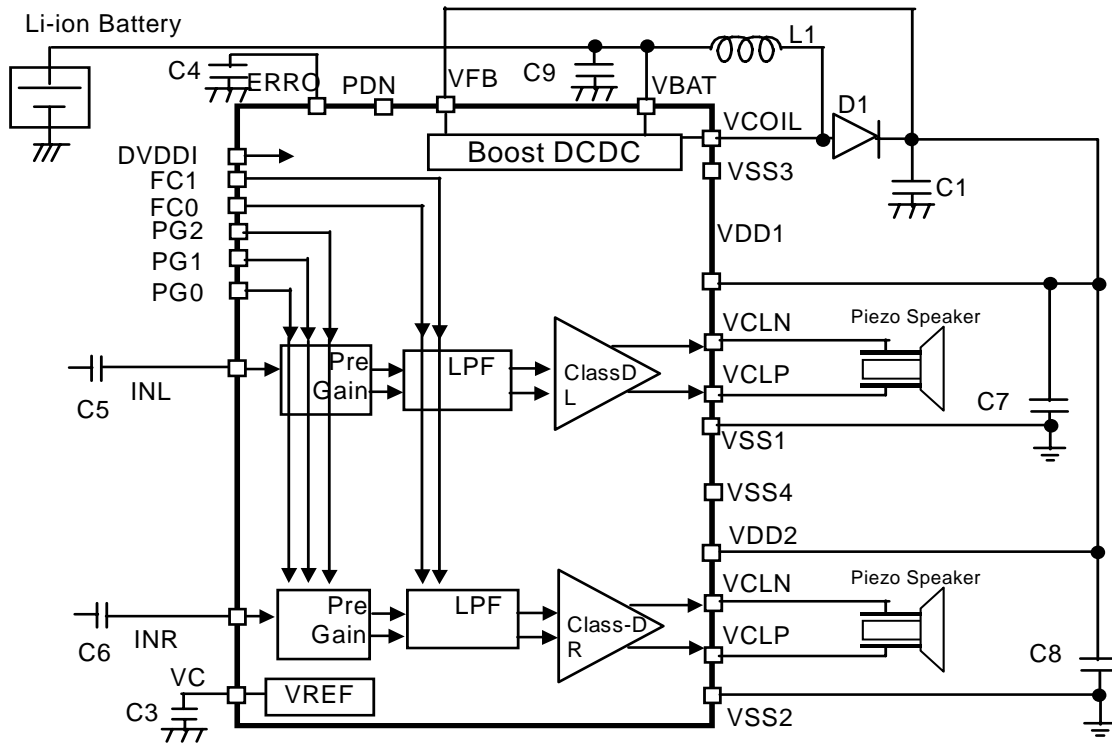 Li-ion Battery
L1
C4
ERRO
PDN
VFB
C9
VBAT
D1
VCOIL
Boost DCDC
DVDDI
FC1
VSS3
C1
FC0
PG2
VDD1
PG1
PG0
VCLN
Piezo Speaker
Pre
Gain
LPF
ClassD
L
VCLP
INL
C5
C7
VSS1
VSS4
VDD2
VCLN
Piezo Speaker
Pre
Gain
LPF
Class-D
R
VCLP
INR
C6
C8
VC
VREF
C3
VSS2